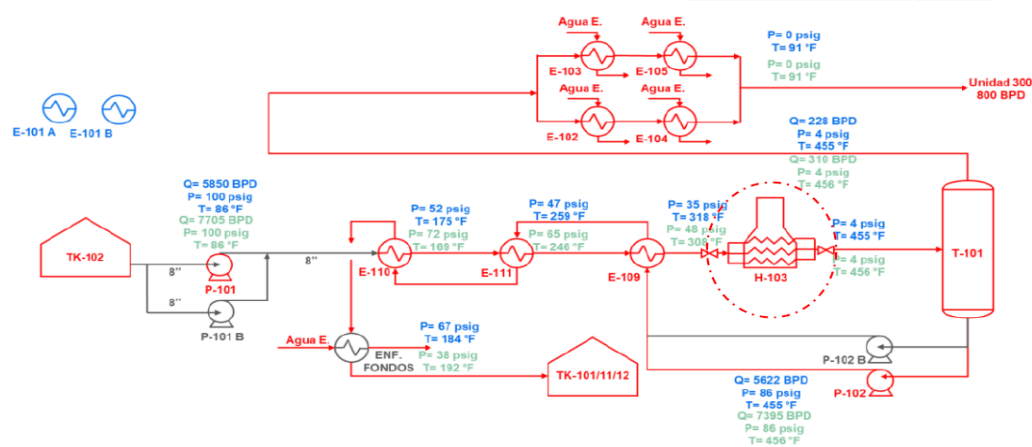 Agua E.
Agua E.
P= 0 psig
T= 91 °F
P= 0 psig
T= 91 °F
E-103
E-105
Unidad 300
800 BPD
Agua E.
Agua E.
E-101 A
E-101 B
E-102
E-104
Q= 228 BPD
P= 4 psig
T= 455 °F
Q= 310 BPD
P= 4 psig
T= 456 °F
Q= 5850 BPD
P= 100 psig
T= 86 °F
Q= 7705 BPD
P= 100 psig
T= 86 °F
P= 52 psig
T= 175 °F
P= 72 psig
T= 169 °F
P= 47 psig
T= 259 °F
P= 65 psig
T= 246 °F
P= 35 psig
T= 318 °F
P= 48 psig
T= 308 °F
P= 4 psig
T= 455 °F
P= 4 psig
T= 456 °F
TK-102
8"
P-101
8"
8"
P-101 B
E-110
E-111
E-109
H-103
T-101
Agua E.
ENF.
FONDOS
P= 67 psig
T= 184 °F
P= 38 psig
T= 192 °F
TK-101/11/12
P-102 B
P-102
Q= 5622 BPD
P= 86 psig
T= 455 °F
Q= 7395 BPD
P= 86 psig
T= 456 °F